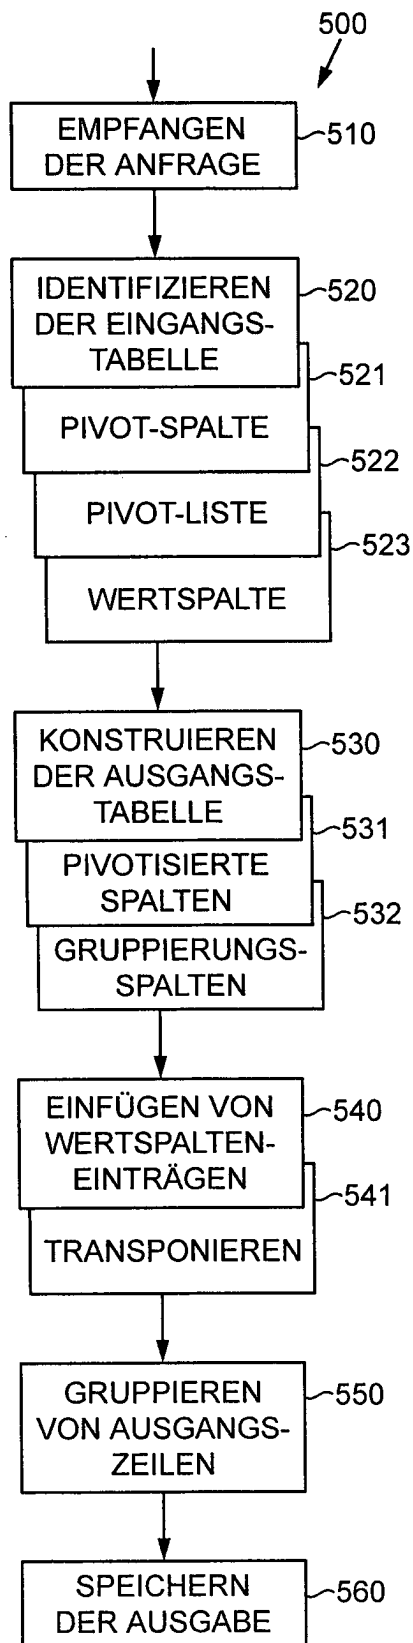 500
EMPFANGEN
DER ANFRAGE
510
IDENTIFIZIEREN
DER EINGANGS-
TABELLE
520
521
PIVOT-SPALTE
522
PIVOT-LISTE
523
WERTSPALTE
KONSTRUIEREN
DER AUSGANGS-
TABELLE
530
531
PIVOTISIERTE
SPALTEN
532
GRUPPIERUNGS-
SPALTEN
EINFÜGEN VON
WERTSPALTEN-
EINTRÄGEN
540
541
TRANSPONIEREN
GRUPPIEREN
VON AUSGANGS-
ZEILEN
550
SPEICHERN
DER AUSGABE
560